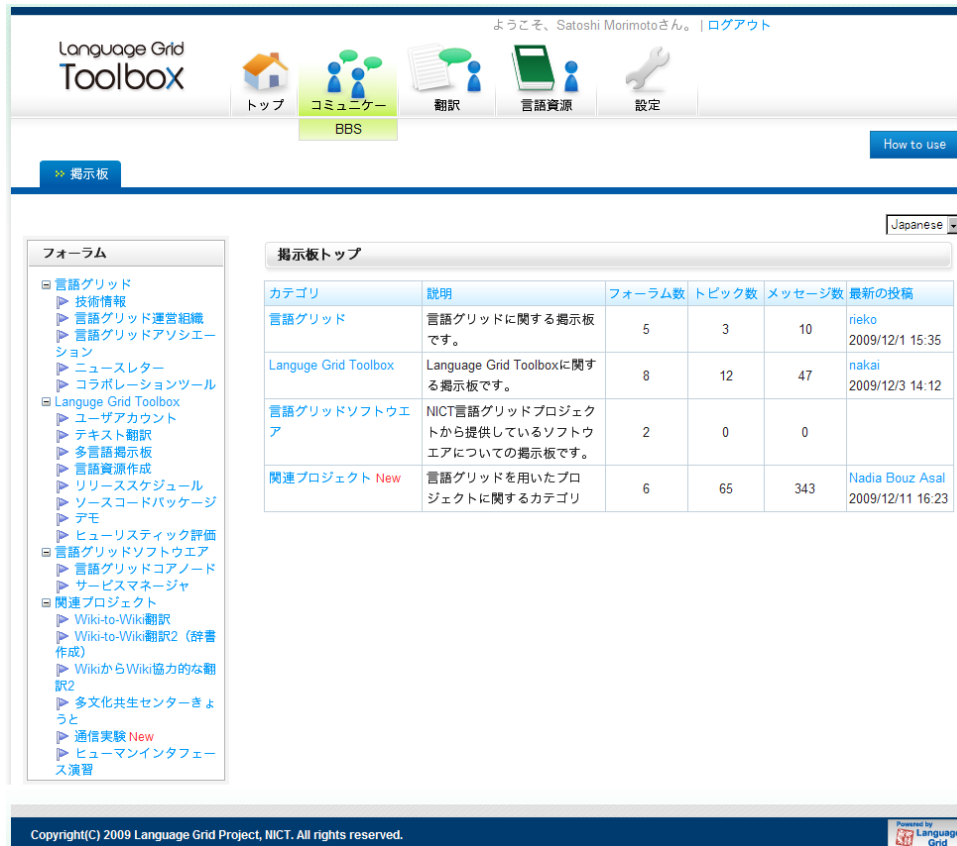 ようこそ、Satoshi Morimotoさん。 | ログアウト
Language Grid
Toolbox
トップ
コミュニケー
翻訳
言語資源
設定
BBS
How to use
掲示板
Japanese
フォーラム
言語グリッド
技術情報
言語グリッド運営組織
言語グリッドアソシエー
ション
ニュースレター
コラボレーションツール
Languge Grid Toolbox
ユーザアカウント
テキスト翻訳
多言語掲示板
言語資源作成
リリーススケジュール
ソースコードパッケージ
デモ
ヒューリスティック評価
言語グリッドソフトウエア
言語グリッドコアノード
サービスマネージャ
関連プロジェクト
Wiki-to-Wiki翻訳
Wiki-to-Wiki翻訳2（辞書
作成）
WikiからWiki協力的な翻
訳2
多文化共生センターきょ
うと
通信実験 New
ヒューマンインタフェー
ス演習
掲示板トップ
カテゴリ 説明 フォーラム数 トピック数 メッセージ数 最新の投稿
言語グリッド
言語グリッドに関する掲示板
です。
5 3 10
rieko
2009/12/1 15:35
Languge Grid Toolbox
Language Grid Toolboxに関す
る掲示板です。
8 12 47
nakai
2009/12/3 14:12
言語グリッドソフトウエ
ア
NICT言語グリッドプロジェク
トから提供しているソフトウ
エアについての掲示板です。
2 0 0
関連プロジェクト New
言語グリッドを用いたプロ
ジェクトに関するカテゴリ
6 65 343
Nadia Bouz Asal
2009/12/11 16:23
Copyright(C) 2009 Language Grid Project, NICT. All rights reserved.
Powered by
Language
Grid